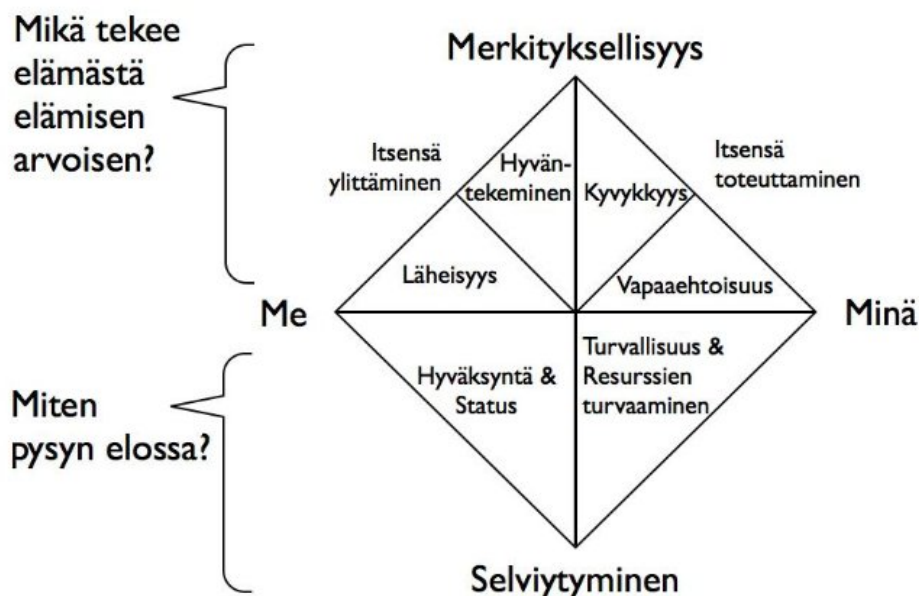 Mikä tekee
elämästä
elämisen
arvoisen?
Merkityksellisyys
Itsensä
ylittäminen
Hyvän-
tekeminen
Kyvykkyys
Itsensä
toteuttaminen
Läheisyys
Vapaaehtoisuus
Me
Minä
Hyväksyntä &
Status
Turvallisuus &
Resurssien
turvaaminen
Miten
pysyn elossa?
Selviytyminen